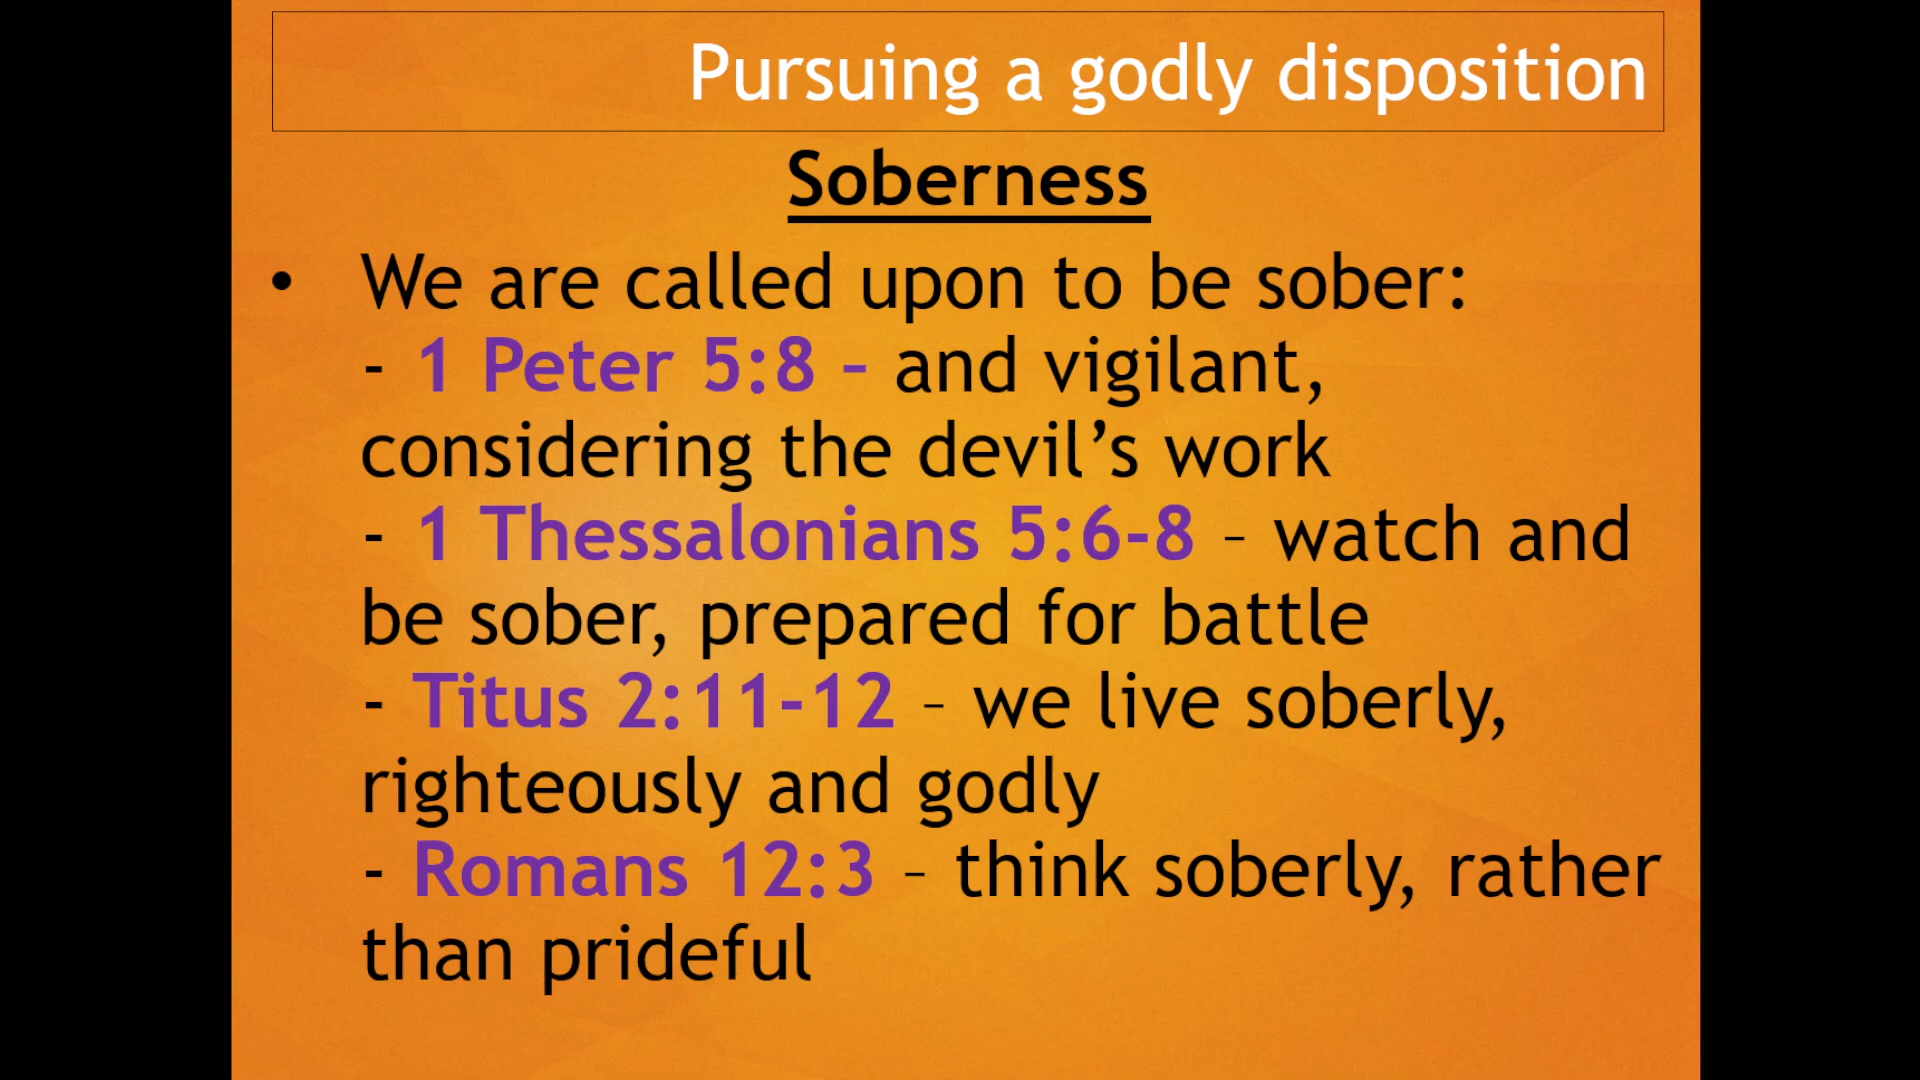 Pursuing a godly disposition
Soberness
• We are called upon to be sober:
- 1 Peter 5:8 – and vigilant,
considering the devil’s work
- 1 Thessalonians 5:6-8 – watch and
be sober, prepared for battle
- Titus 2:11-12 – we live soberly,
righteously and godly
- Romans 12:3 – think soberly, rather
than prideful